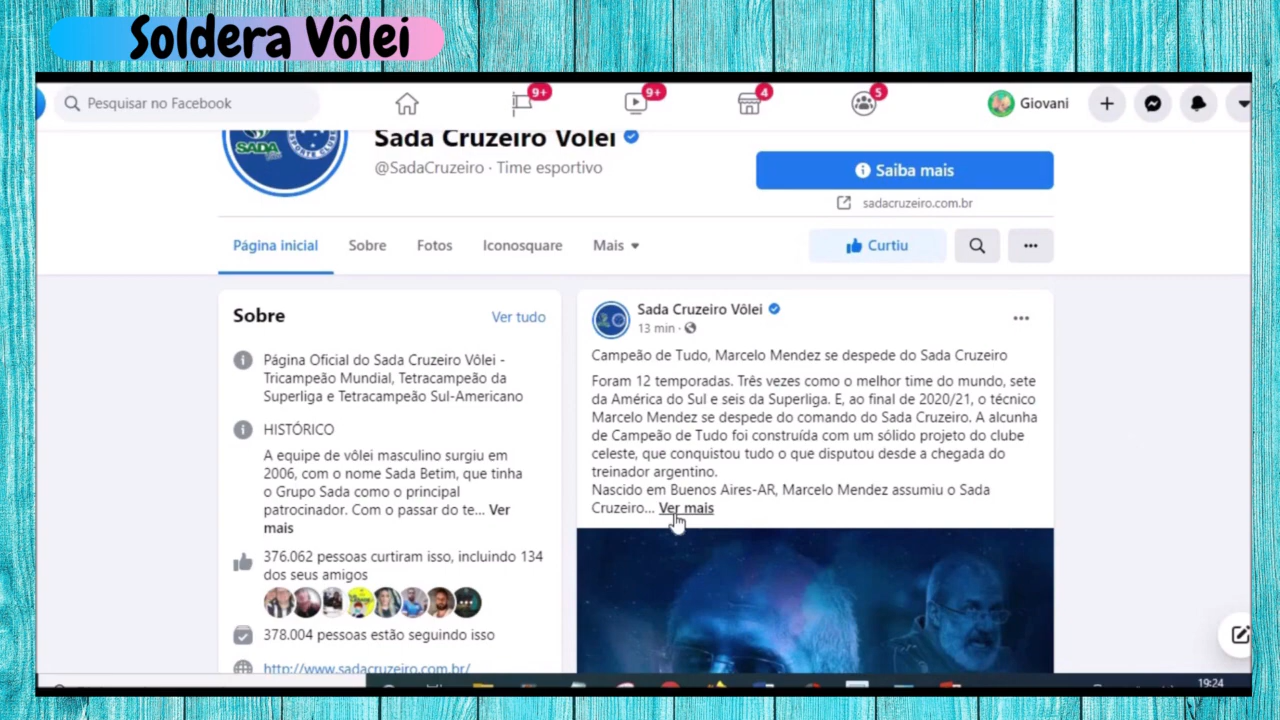 Soldera Vôlei
Pesquisar no Facebook
9+
9+
4
5
Giovani
SADA
ESPORTE CLUBE
Sada Cruzeiro Vôlei
@SadaCruzeiro · Time esportivo
Saiba mais
sadacruzeiro.com.br
Página inicial
Sobre
Fotos
Iconosquare
Mais
Curtiu
Sobre
Ver tudo
Página Oficial do Sada Cruzeiro Vôlei -
Tricampeão Mundial, Tetracampeão da
Superliga e Tetracampeão Sul-Americano
HISTÓRICO
A equipe de vôlei masculino surgiu em
2006, com o nome Sada Betim, que tinha
o Grupo Sada como o principal
patrocinador. Com o passar do te... Ver
mais
376.062 pessoas curtiram isso, incluindo 134
dos seus amigos
378.004 pessoas estão seguindo isso
http://www.sadacruzeiro.com.br/
Sada Cruzeiro Vôlei
13 min ·
Campeão de Tudo, Marcelo Mendez se despede do Sada Cruzeiro
Foram 12 temporadas. Três vezes como o melhor time do mundo, sete
da América do Sul e seis da Superliga. E, ao final de 2020/21, o técnico
Marcelo Mendez se despede do comando do Sada Cruzeiro. A alcunha
de Campeão de Tudo foi construída com um sólido projeto do clube
celeste, que conquistou tudo o que disputou desde a chegada do
treinador argentino.
Nascido em Buenos Aires-AR, Marcelo Mendez assumiu o Sada
Cruzeiro... Ver mais
19:24